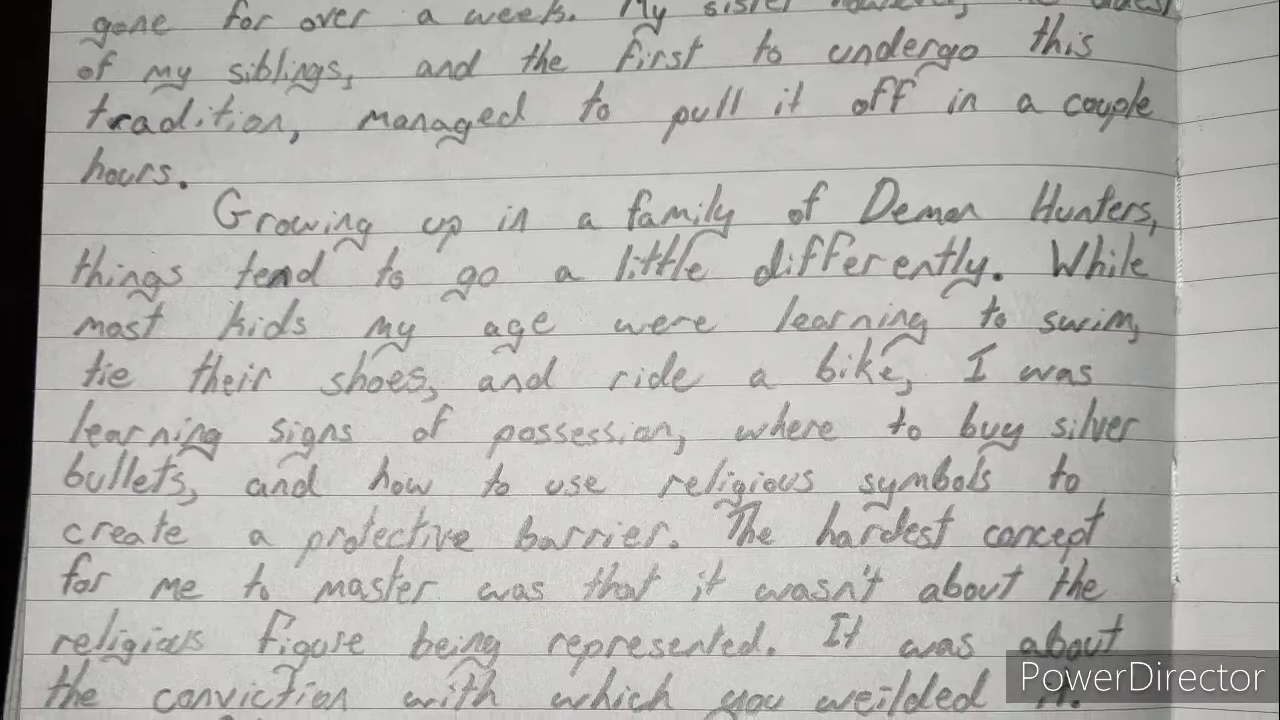 gone for over a week. My sister
of my siblings, and the first to undergo this
tradition, managed to pull it off in a couple
hours.
Growing up in a family of Demon Hunters,
things tend to go a little differently. While
most kids my age were learning to swim,
tie their shoes, and ride a bike, I was
learning signs of possession, where to buy silver
bullets, and how to use religious symbols to
create a protective barrier. The hardest concept
for me to master was that it wasn't about the
religious figure being represented. It was about
the conviction with which you weilded it.
PowerDirector